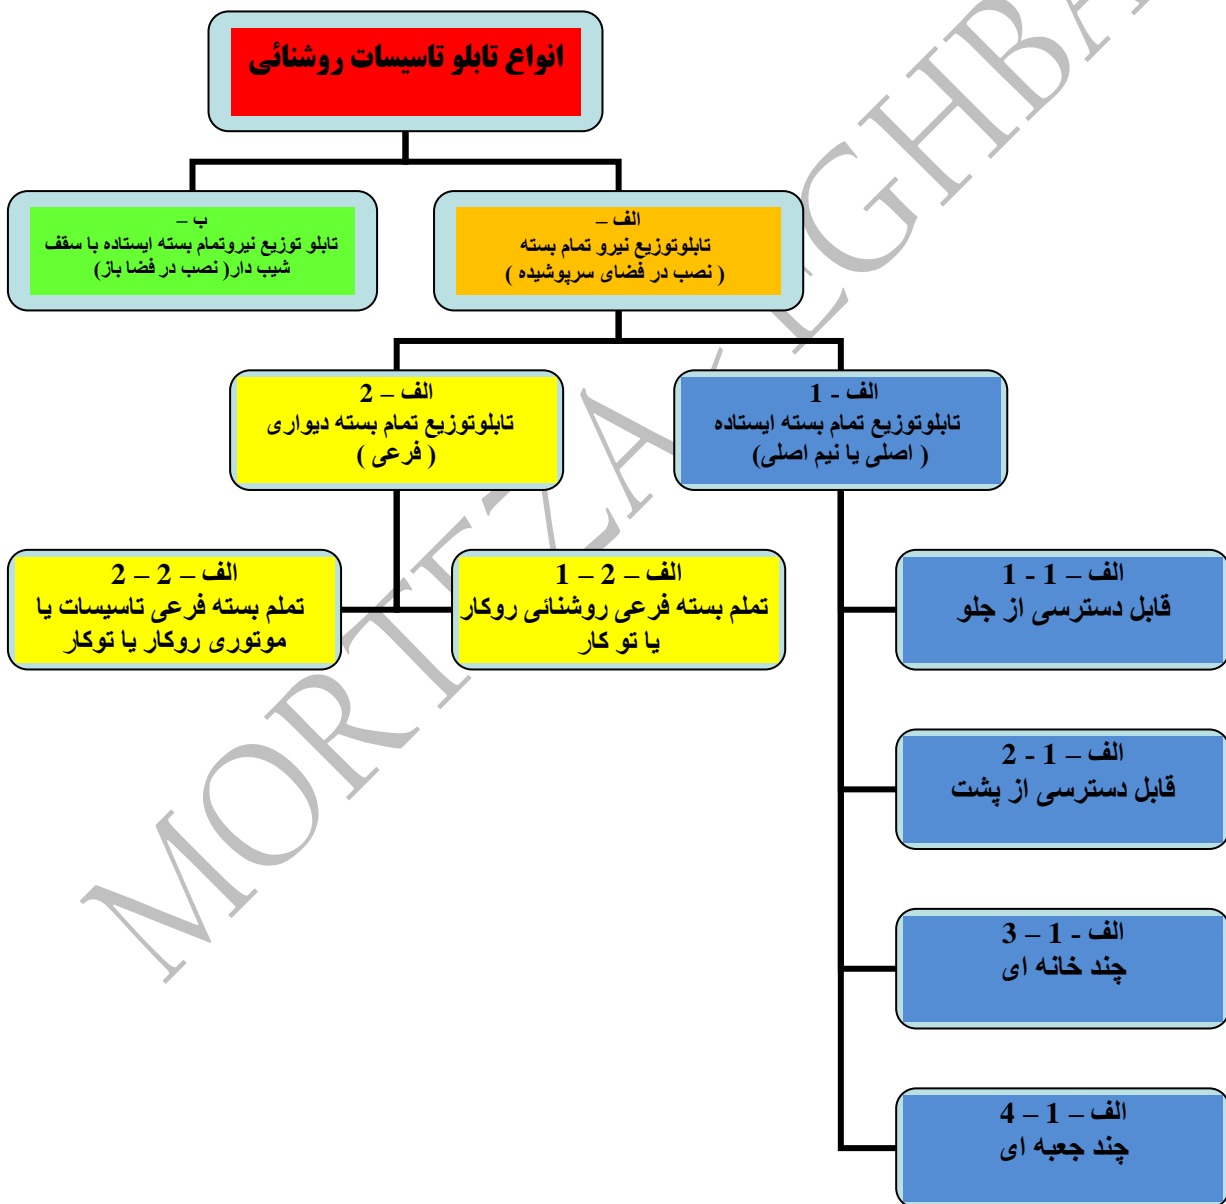 انواع تابلو تاسیسات روشنائی
الف –
تابلوتوزیع نیرو تمام بسته
( نصب در فضای سرپوشیده )
ب –
تابلو توزیع نیروتمام بسته ایستاده با سقف
شیب دار( نصب در فضا باز)
الف - 1
تابلوتوزیع تمام بسته ایستاده
( اصلی یا نیم اصلی)
الف – 2
تابلوتوزیع تمام بسته دیواری
( فرعی )
الف – 1 - 1
قابل دسترسی از جلو
الف – 1 - 2
قابل دسترسی از پشت
الف - 1 – 3
چند خانه ای
الف – 1 – 4
چند جعبه ای
الف – 2 – 1
تملم بسته فرعی روشنائی روکار
یا تو کار
الف – 2 – 2
تملم بسته فرعی تاسیسات یا
موتوری روکار یا توکار
MORTEZA EGHBA